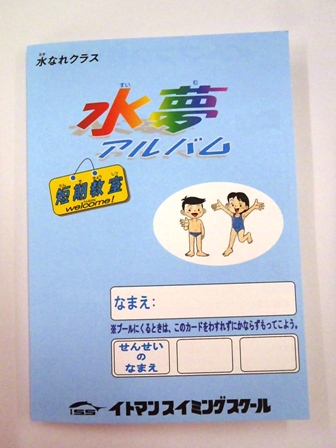 水なれクラス
水夢
すい む
アルバム
短期教室
welcome!
なまえ:
※プールにくるときは、このカードをわすれずにかならずもってこよう。
せんせい
の
なまえ
ISS イトマンスイミングスクール